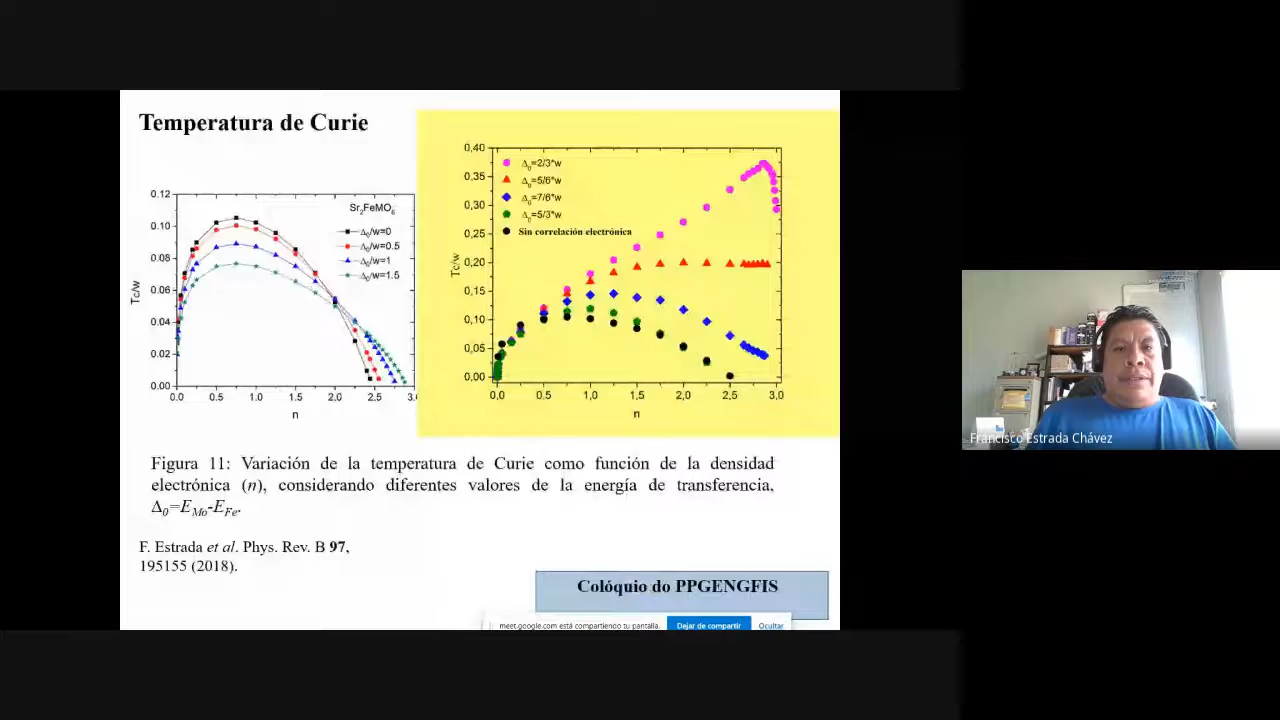 Temperatura de Curie
0.12
0.10
0.08
0.06
0.04
0.02
0.00
Tc/w
Sr₂FeMO₆
Δ₀/w=0
Δ₀/w=0.5
Δ₀/w=1
Δ₀/w=1.5
0.0 0.5 1.0 1.5 2.0 2.5 3.
n
0,40
0,35
0,30
0,25
0,20
0,15
0,10
0,05
0,00
Tc/w
Δ₀=2/3*w
Δ₀=5/6*w
Δ₀=7/6*w
Δ₀=5/3*w
Sin correlación electrónica
0,0 0,5 1,0 1,5 2,0 2,5 3,0
n
Figura 11: Variación de la temperatura de Curie como función de la densidad
electrónica (n), considerando diferentes valores de la energía de transferencia,
Δ₀=E_Mo-E_Fe.
F. Estrada et al. Phys. Rev. B 97,
195155 (2018).
Colóquio do PPGENGFIS
meet.google.com está compartiendo tu pantalla.
Dejar de compartir
Ocultar
Francisco Estrada Chávez